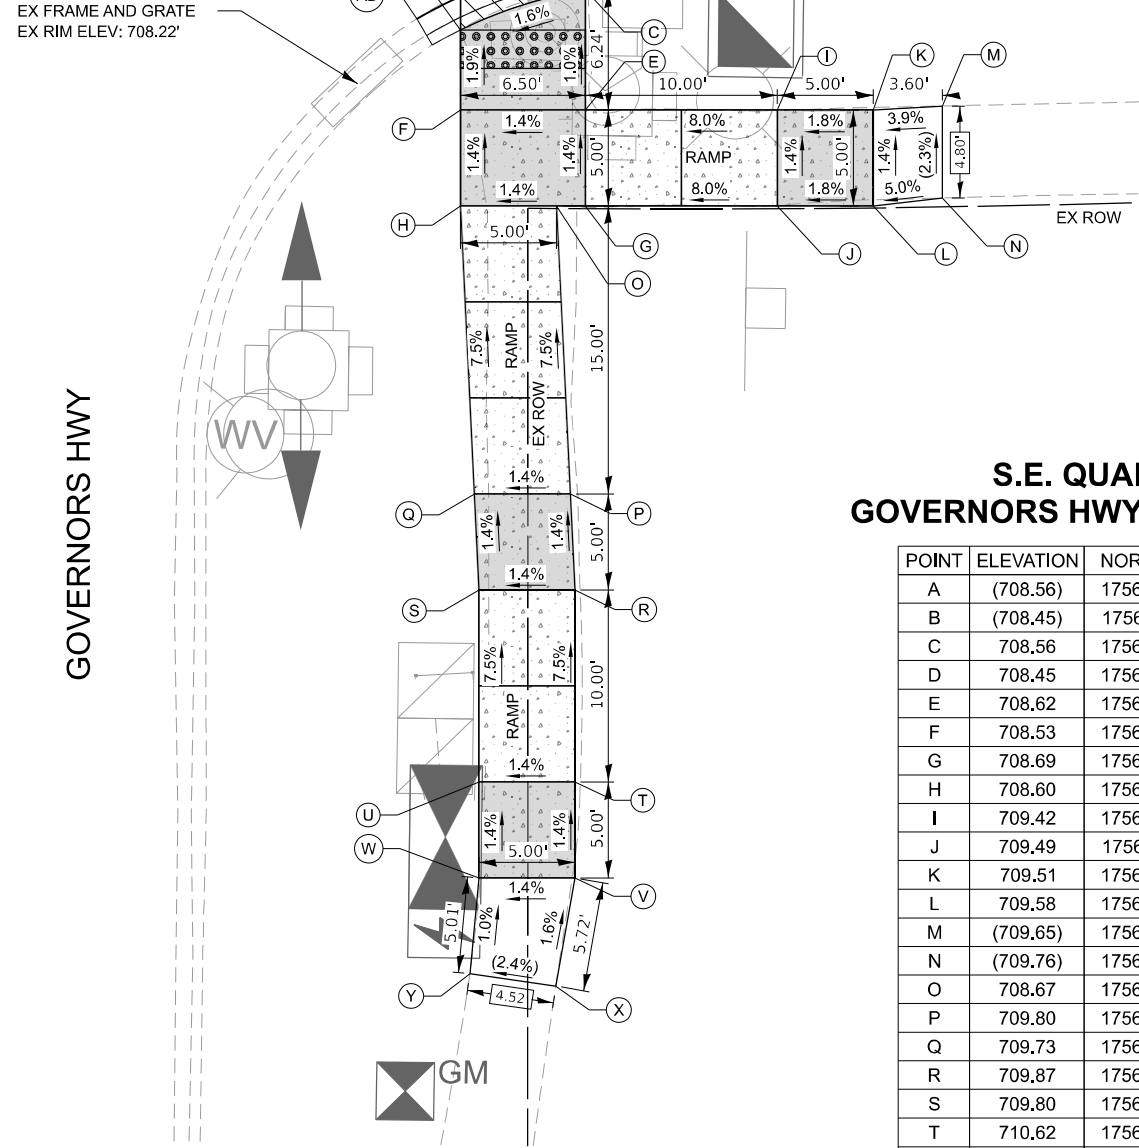 EX FRAME AND GRATE
EX RIM ELEV: 708.22'
1.6%
C
1.9%
1.0%
6.24'
E
6.50'
10.00'
I
5.00'
K
3.60'
M
F
1.4%
8.0%
1.8%
3.9%
1.4%
1.4%
5.00'
RAMP
1.4%
5.00'
1.4%
(2.3%)
4.80'
1.4%
8.0%
1.8%
5.0%
EX ROW
H
5.00'
G
J
L
N
O
7.5%
RAMP
7.5%
15.00'
EX ROW
WV
GOVERNORS HWY
1.4%
Q
P
1.4%
1.4%
5.00'
1.4%
S
R
7.5%
7.5%
10.00'
RAMP
1.4%
U
T
1.4%
1.4%
5.00'
5.00'
W
V
1.4%
5.01'
1.0%
1.6%
5.72'
(2.4%)
4.52
Y
X
GM
S.E. QUA
GOVERNORS HWY
POINT ELEVATION NOR
A (708.56) 1756
B (708.45) 1756
C 708.56 1756
D 708.45 1756
E 708.62 1756
F 708.53 1756
G 708.69 1756
H 708.60 1756
I 709.42 1756
J 709.49 1756
K 709.51 1756
L 709.58 1756
M (709.65) 1756
N (709.76) 1756
O 708.67 1756
P 709.80 1756
Q 709.73 1756
R 709.87 1756
S 709.80 1756
T 710.62 1756